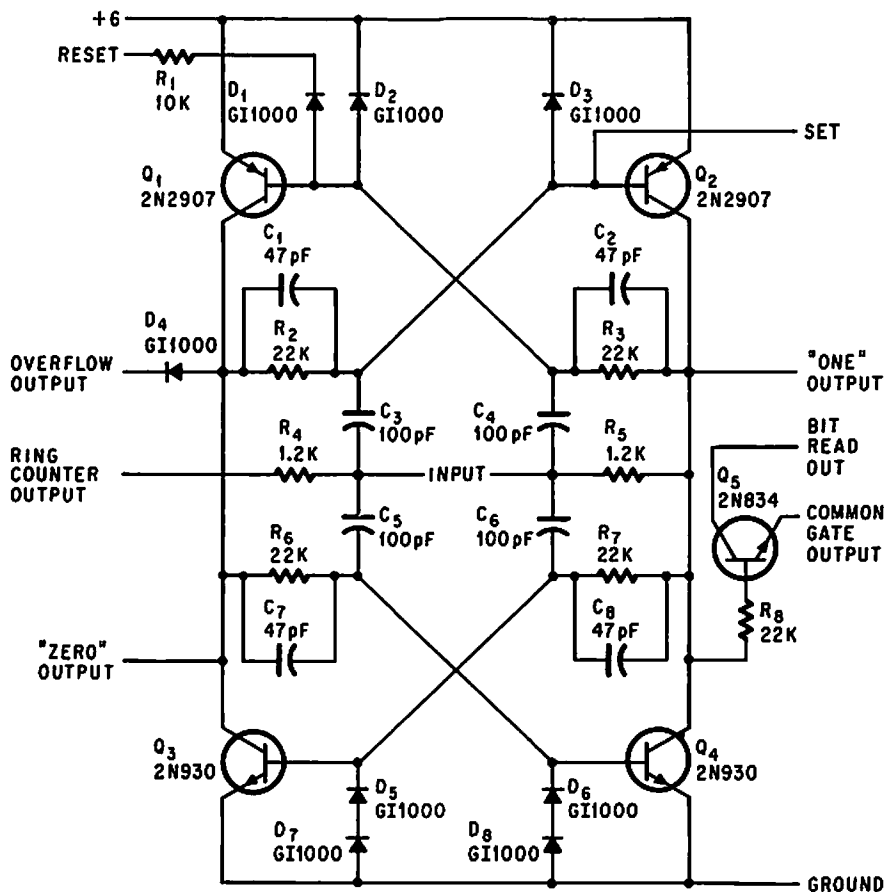 +6
RESET
R1
10K
D1
GI1000
D2
GI1000
D3
GI1000
SET
Q1
2N2907
Q2
2N2907
C1
47pF
C2
47pF
D4
GI1000
R2
22K
R3
22K
OVERFLOW
OUTPUT
"ONE"
OUTPUT
C3
100pF
C4
100pF
R4
1.2K
R5
1.2K
RING
COUNTER
OUTPUT
INPUT
BIT
READ
OUT
Q5
2N834
COMMON
GATE
OUTPUT
C5
100pF
C6
100pF
R6
22K
R7
22K
C7
47pF
C8
47pF
R8
22K
"ZERO"
OUTPUT
Q3
2N930
Q4
2N930
D5
GI1000
D6
GI1000
D7
GI1000
D8
GI1000
GROUND